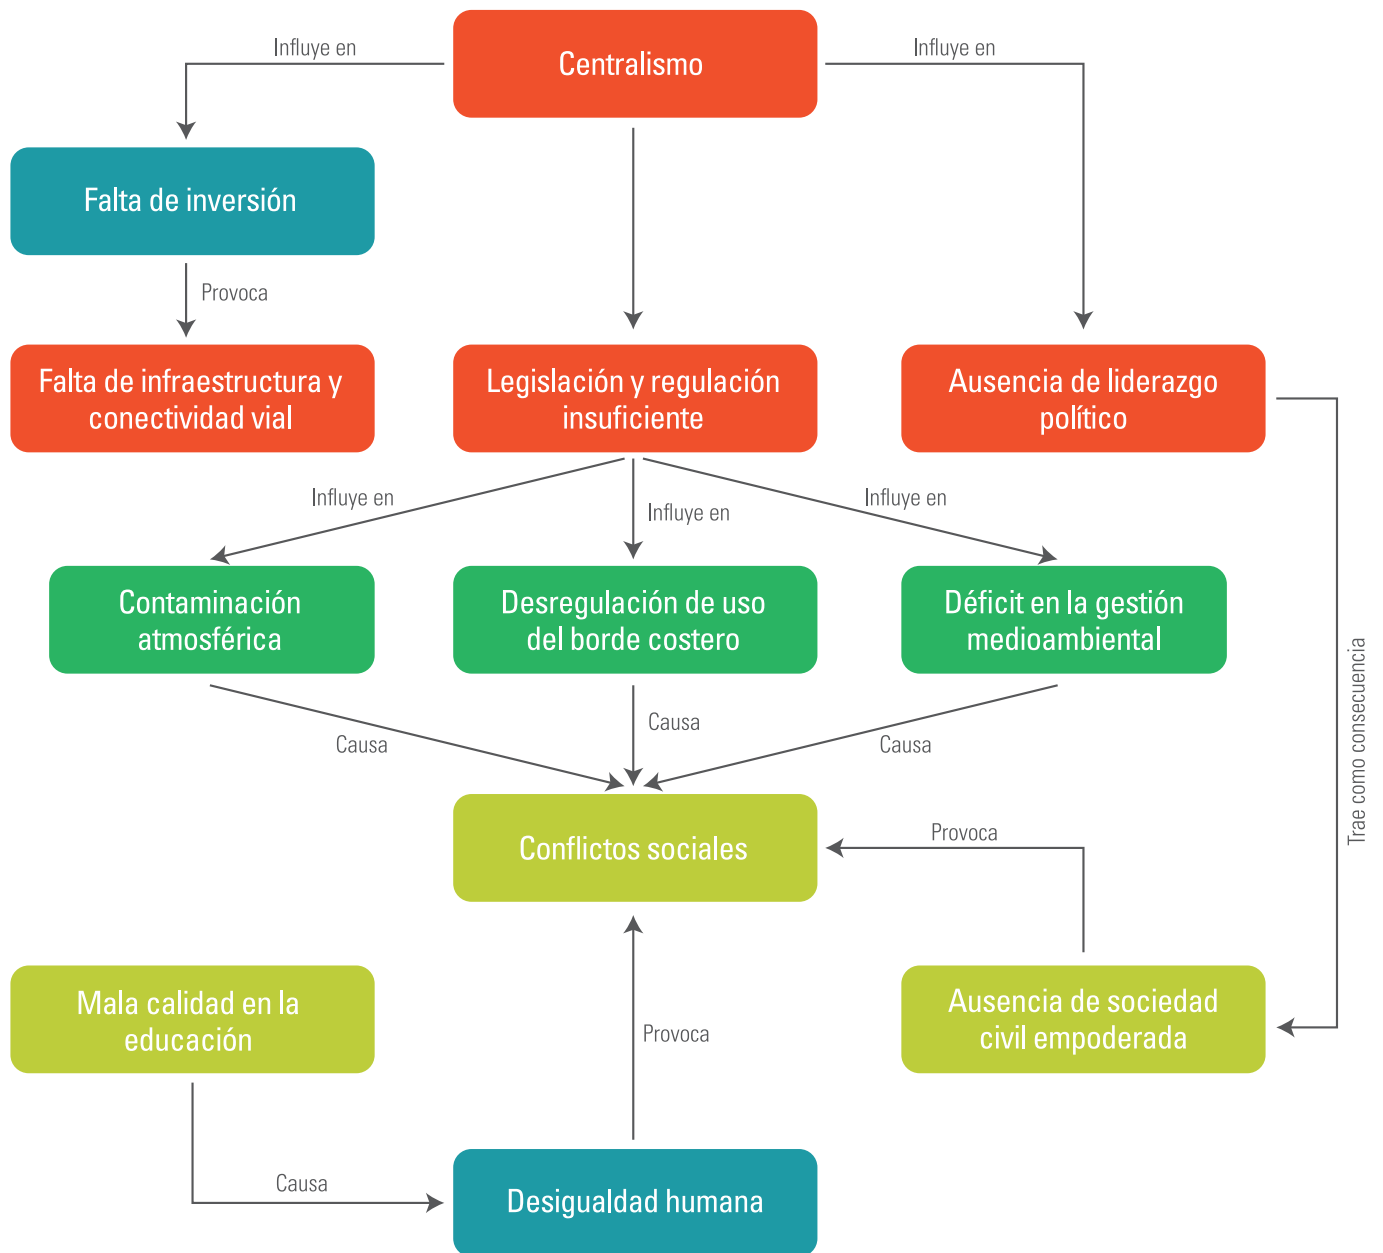 Influye en
Centralismo
Influye en
Falta de inversión
Provoca
Falta de infraestructura y
conectividad vial
Legislación y regulación
insuficiente
Ausencia de liderazgo
político
Influye en
Influye en
Influye en
Contaminación
atmosférica
Desregulación de uso
del borde costero
Déficit en la gestión
medioambiental
Trae como consecuencia
Causa
Causa
Causa
Conflictos sociales
Provoca
Mala calidad en la
educación
Provoca
Ausencia de sociedad
civil empoderada
Causa
Desigualdad humana